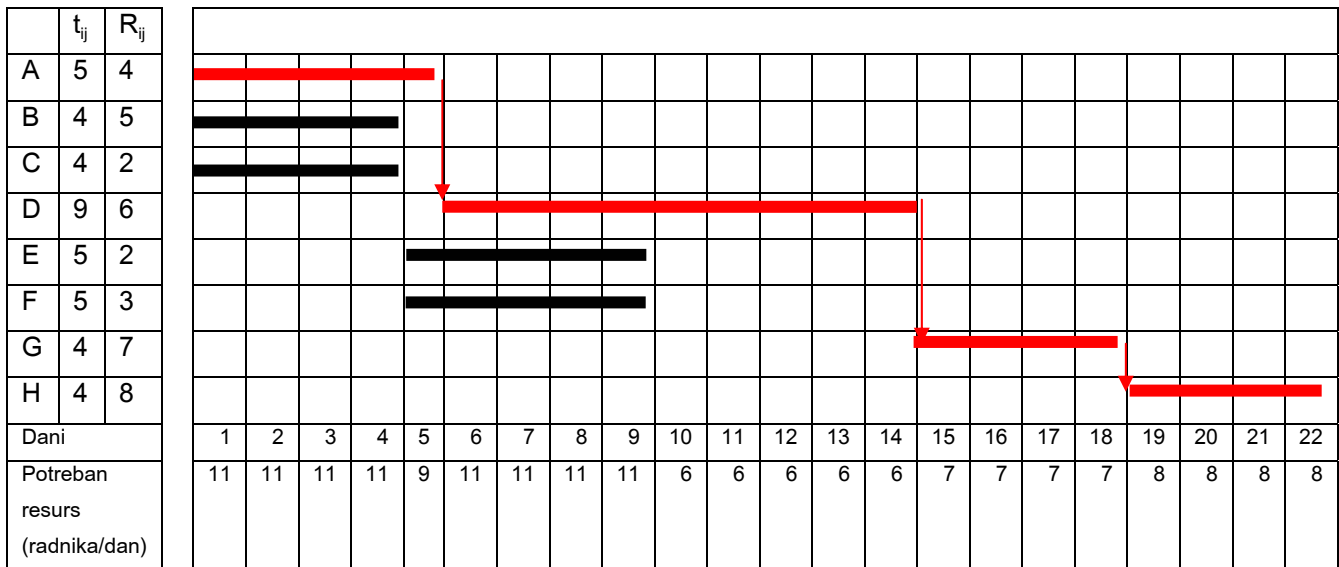 tij Rij
A 5 4
B 4 5
C 4 2
D 9 6
E 5 2
F 5 3
G 4 7
H 4 8
Dani 1 2 3 4 5 6 7 8 9 10 11 12 13 14 15 16 17 18 19 20 21 22
Potreban 11 11 11 11 9 11 11 11 11 6 6 6 6 6 7 7 7 7 8 8 8 8
resurs
(radnika/dan)